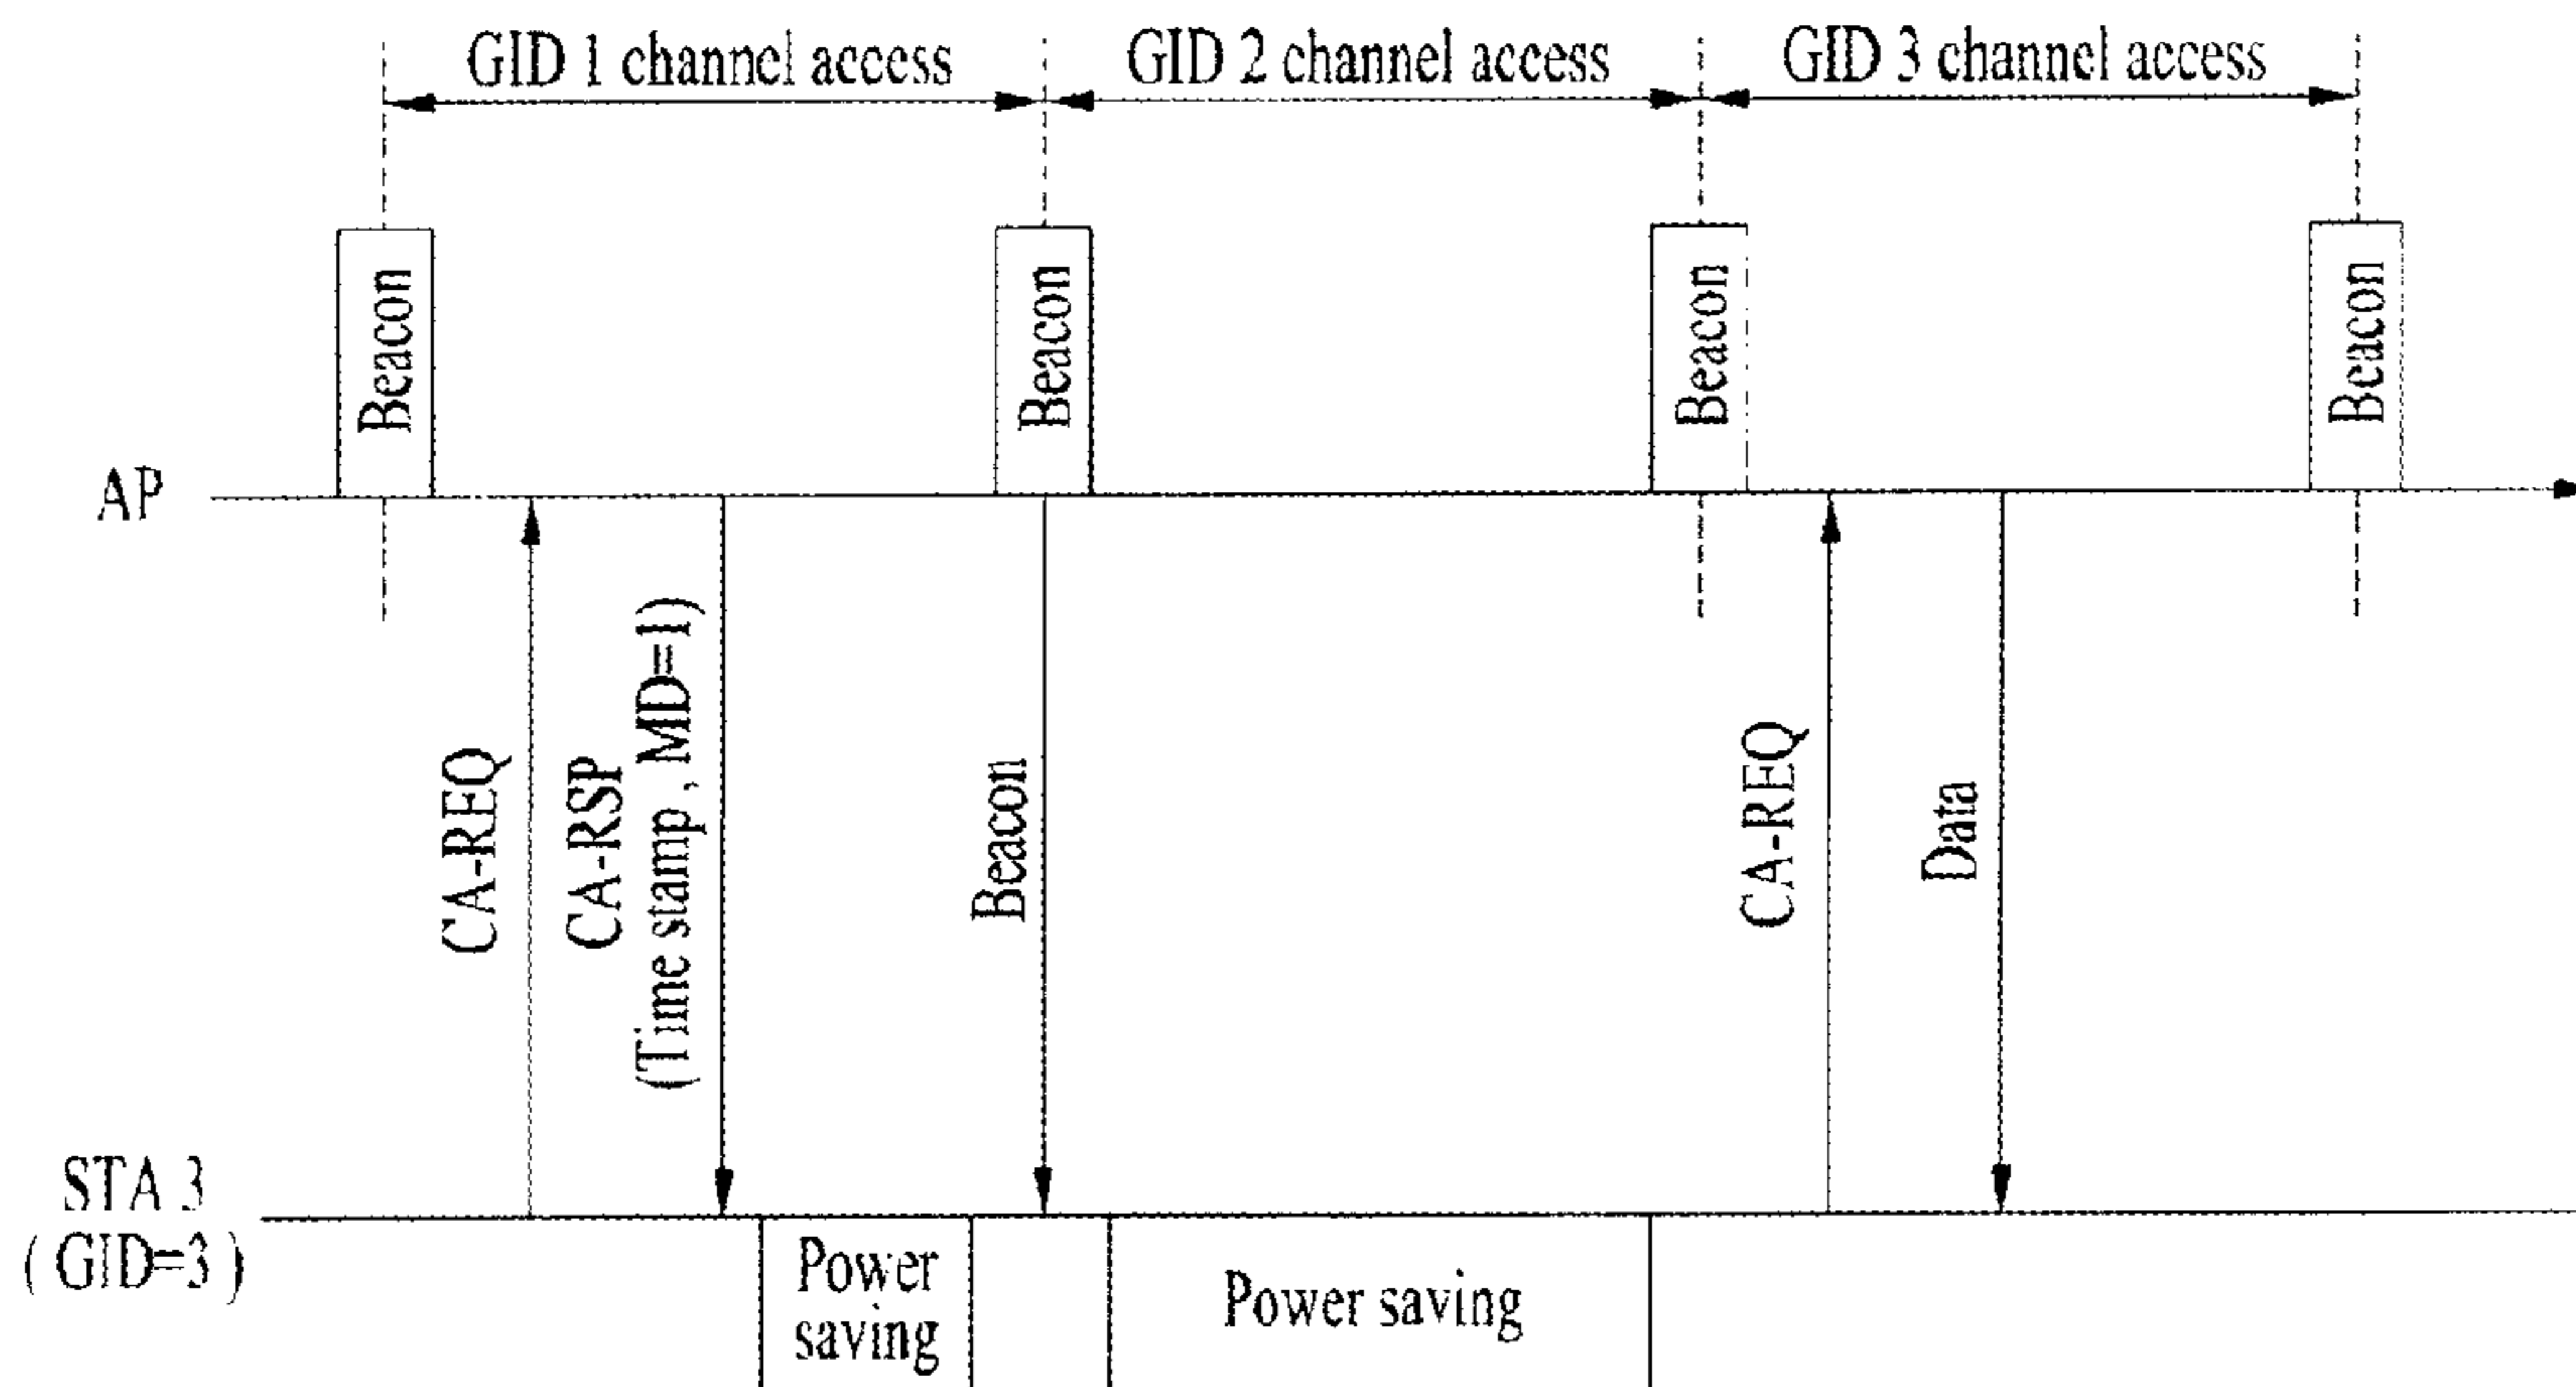 GID 1 channel access
GID 2 channel access
GID 3 channel access
Beacon
Beacon
Beacon
Beacon
AP
CA-REQ
CA-RSP
(Time stamp , MD=1)
Beacon
CA-REQ
Data
STA 3
( GID=3 )
Power
saving
Power saving